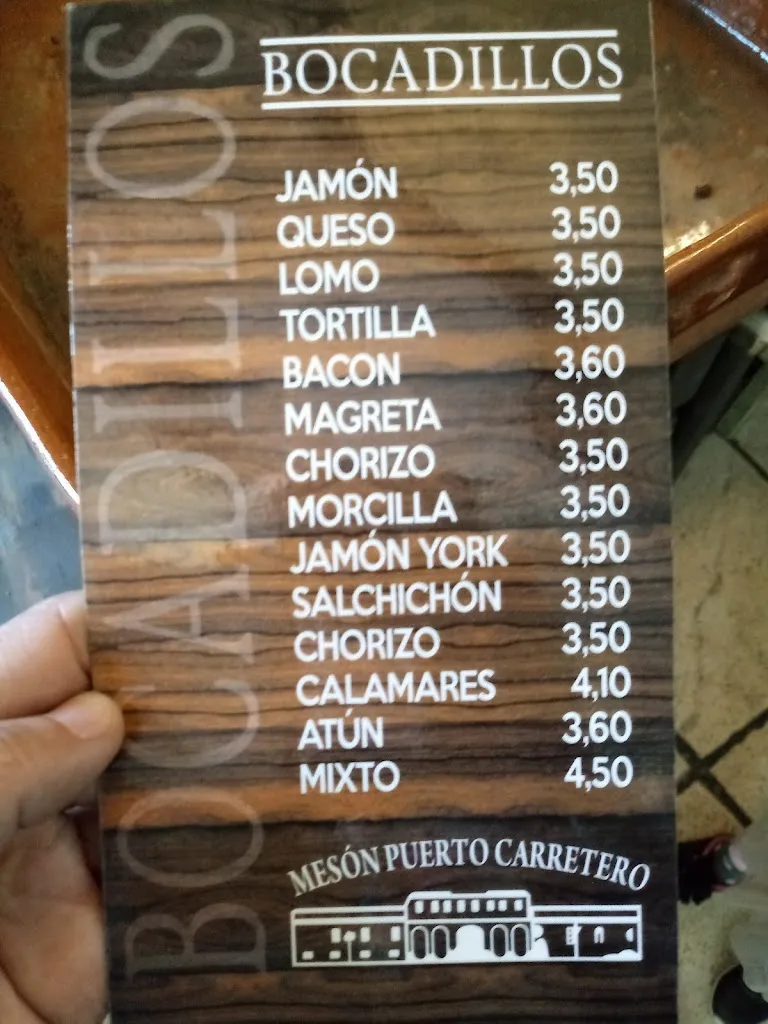 BOCADILLOS
BOCADILLOS
JAMÓN 3,50
QUESO 3,50
LOMO 3,50
TORTILLA 3,50
BACON 3,60
MAGRETA 3,60
CHORIZO 3,50
MORCILLA 3,50
JAMÓN YORK 3,50
SALCHICHÓN 3,50
CHORIZO 3,50
CALAMARES 4,10
ATÚN 3,60
MIXTO 4,50
MESÓN PUERTO CARRETERO